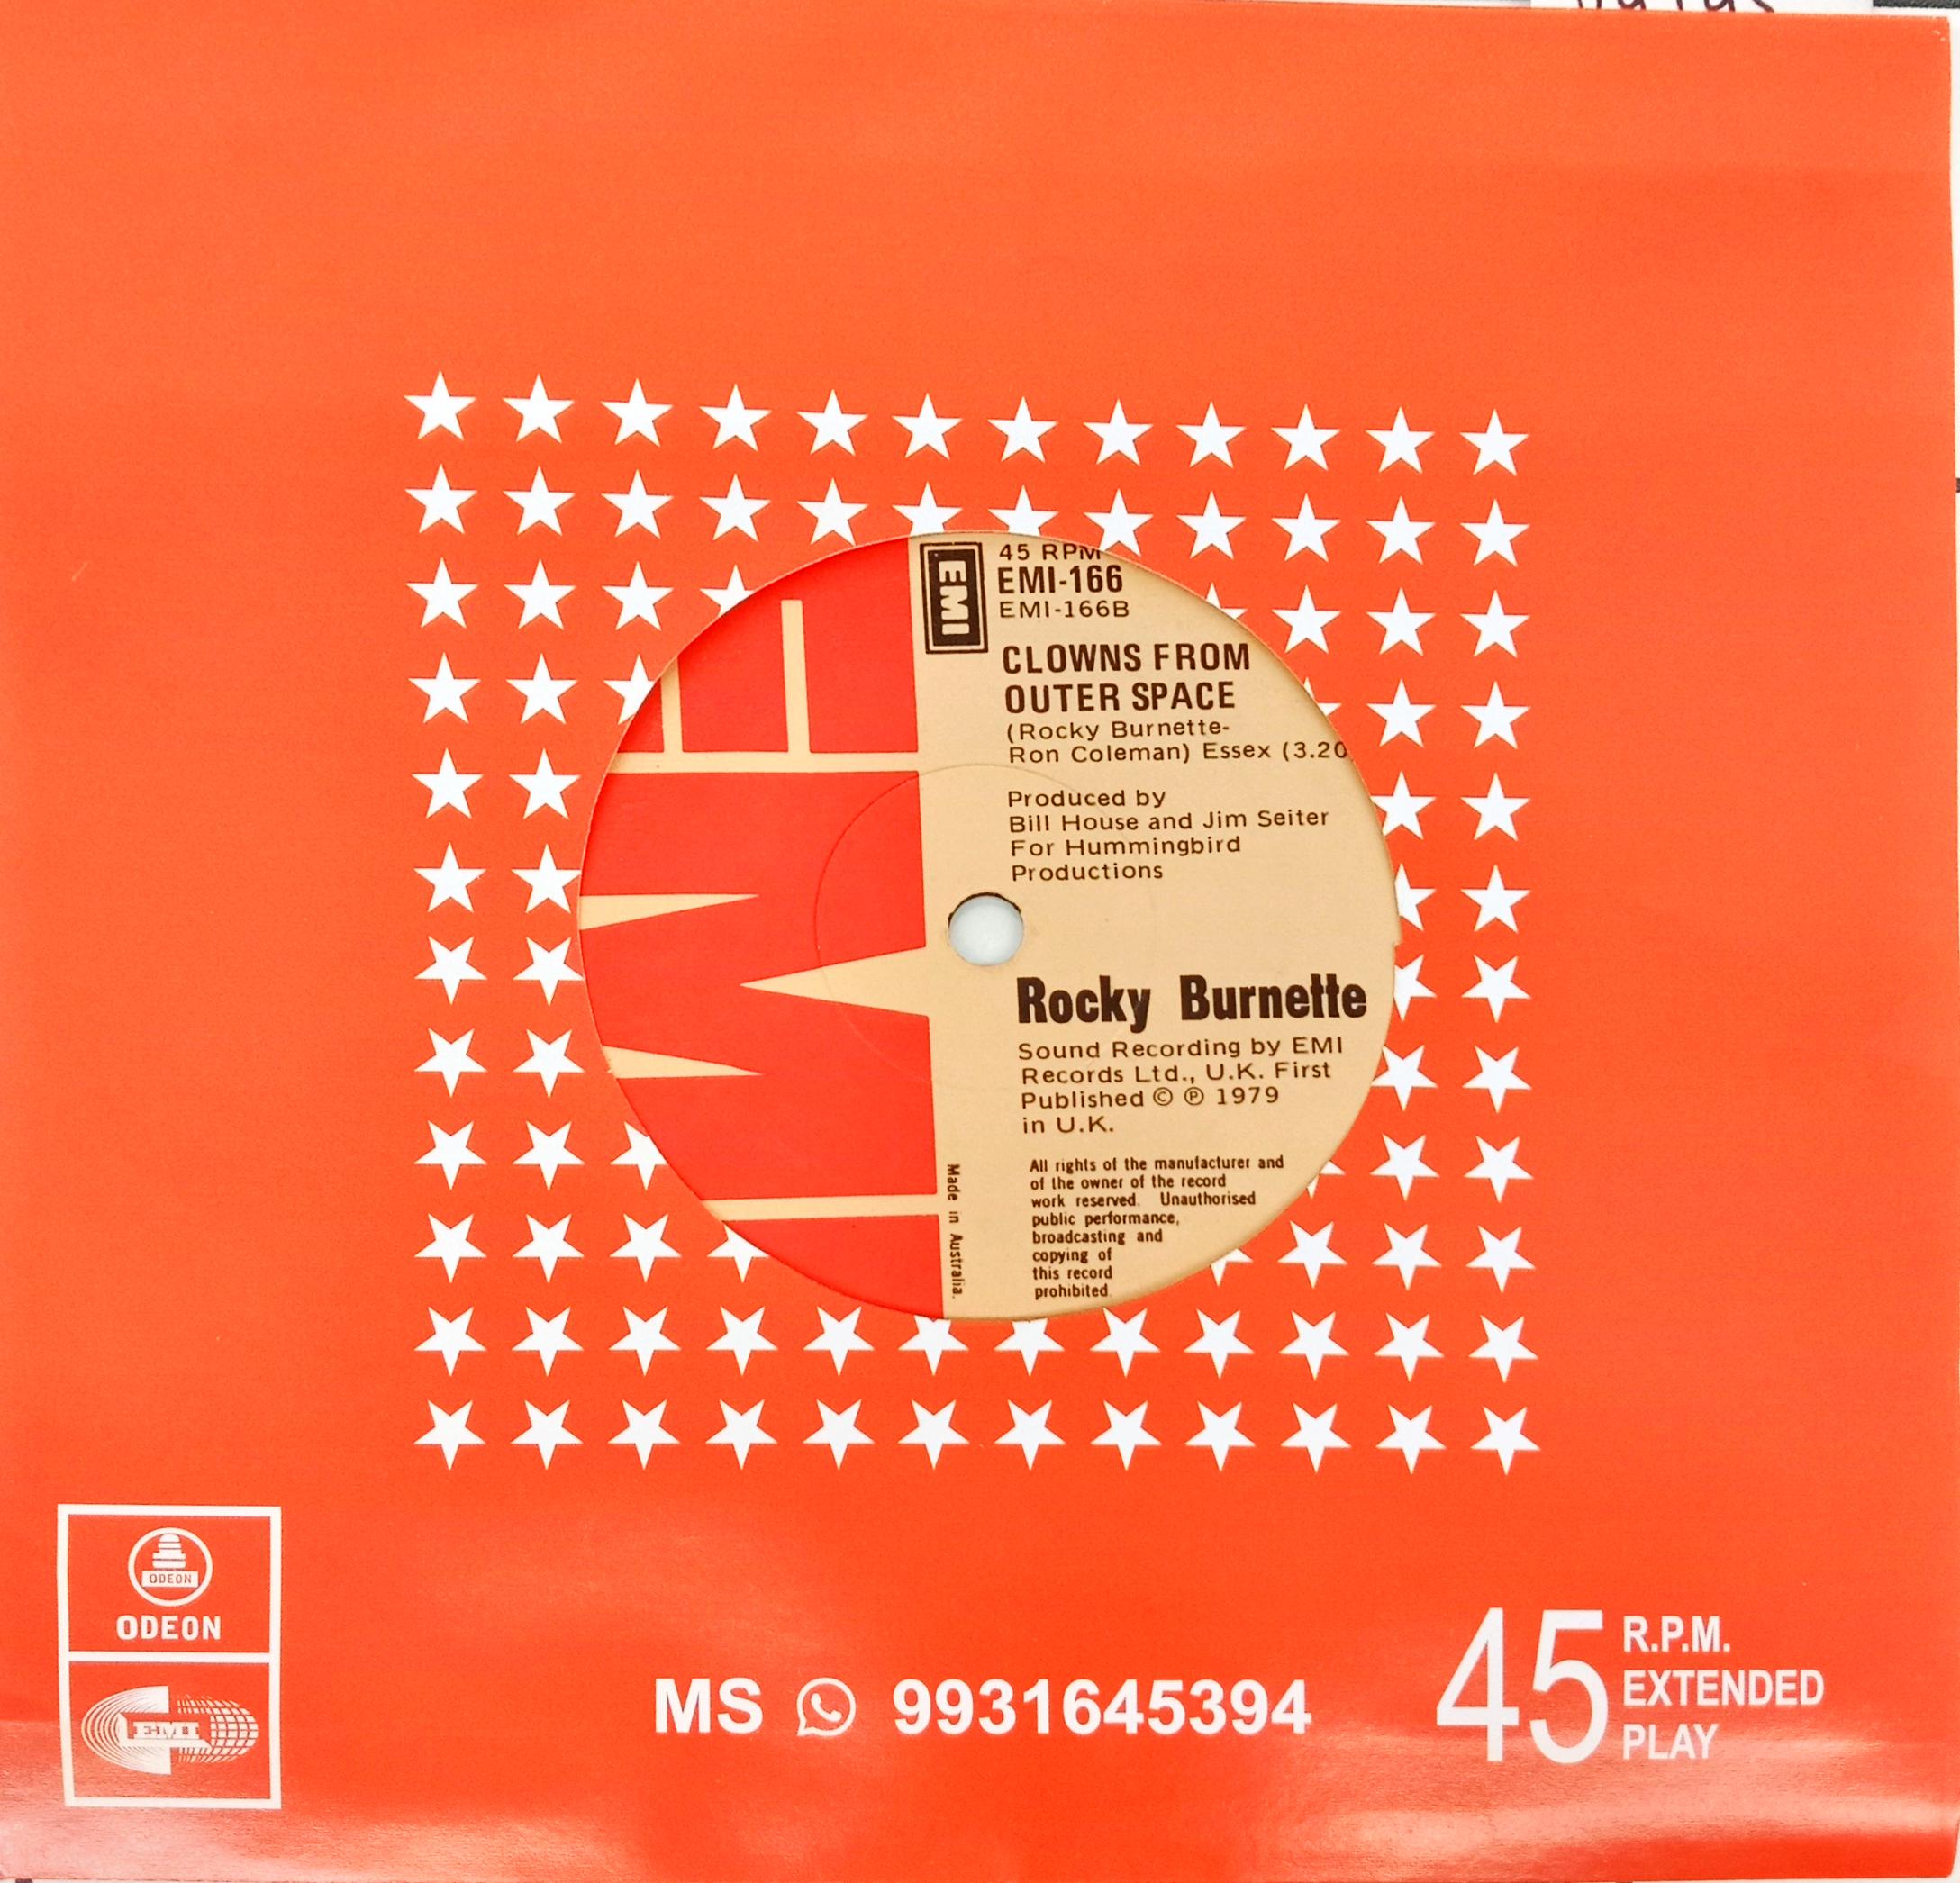 EMI
45 RPM
EMI-166
EMI-166B
CLOWNS FROM
OUTER SPACE
(Rocky Burnette-
Ron Coleman) Essex (3.20
Produced by
Bill House and Jim Seiter
For Hummingbird
Productions
Rocky Burnette
Sound Recording by EMI
Records Ltd., U.K. First
Published © ℗ 1979
in U.K.
Made in Australia.
All rights of the manufacturer and
of the owner of the record
work reserved. Unauthorised
public performance,
broadcasting and
copying of
this record
prohibited.
ODEON
ODEON
EMI
MS 9931645394
45 R.P.M.
EXTENDED
PLAY